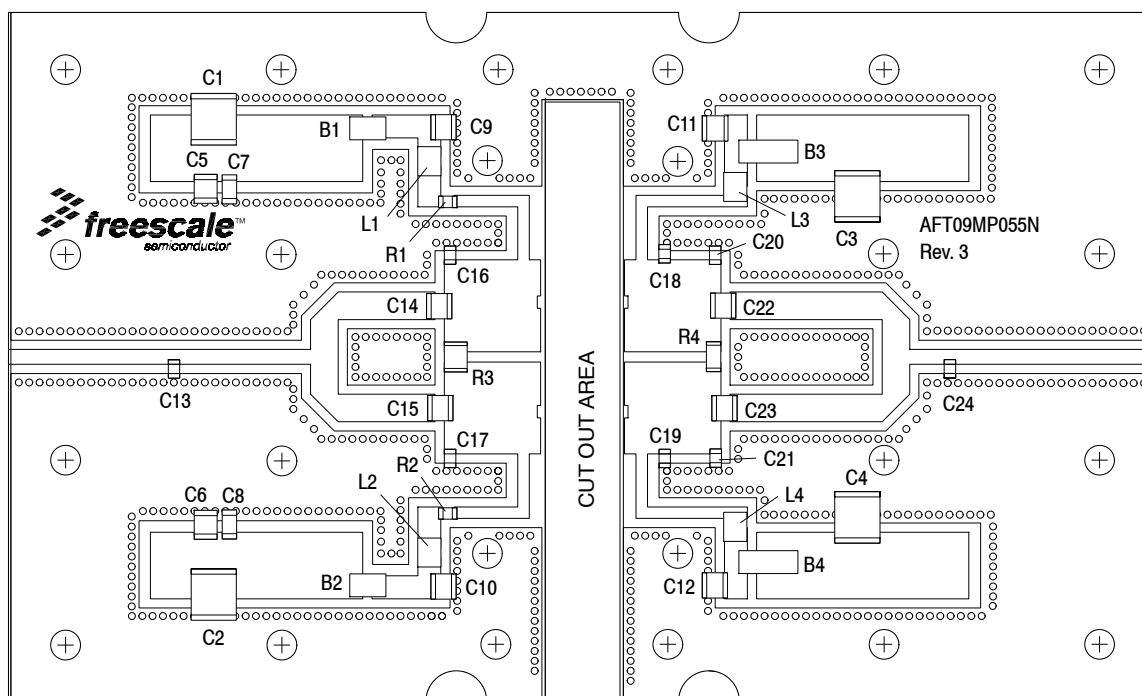 C1
B1
C9
C11
B3
C5 C7
freescale™
semiconductor
L1
R1
C16
L3
C3
AFT09MP055N
Rev. 3
C18
C20
C14
C22
R3
R4
C13
C24
CUT OUT AREA
C15
C23
C17
C19
C21
R2
L2
C4
L4
C6 C8
B2
C10
C12
B4
C2